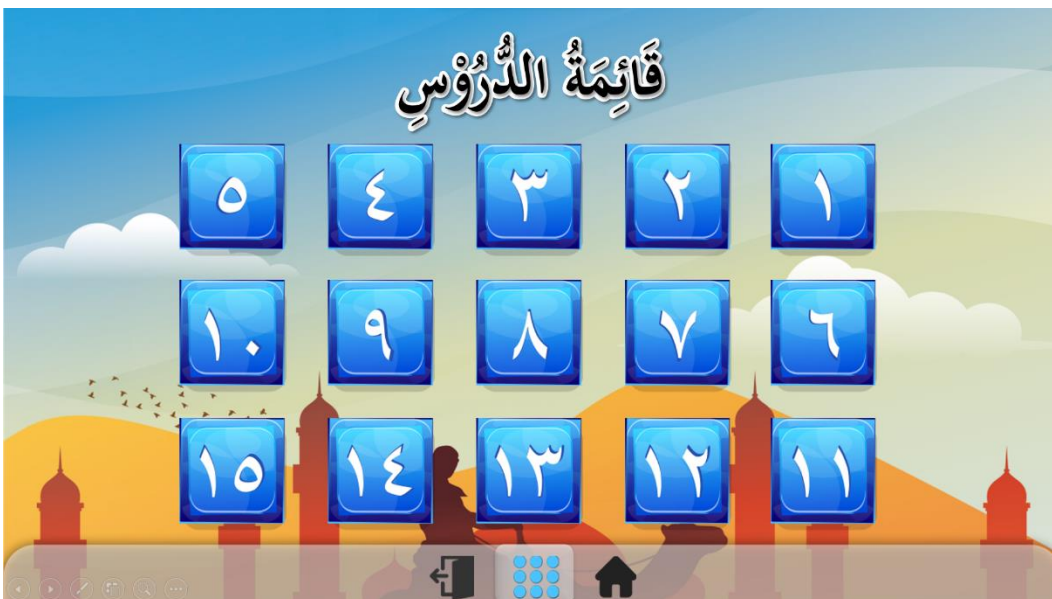 قَائِمَةُ الدُّرُوْسِ
١ ٢ ٣ ٤ ٥
٦ ٧ ٨ ٩ ١٠
١١ ١٢ ١٣ ١٤ ١٥